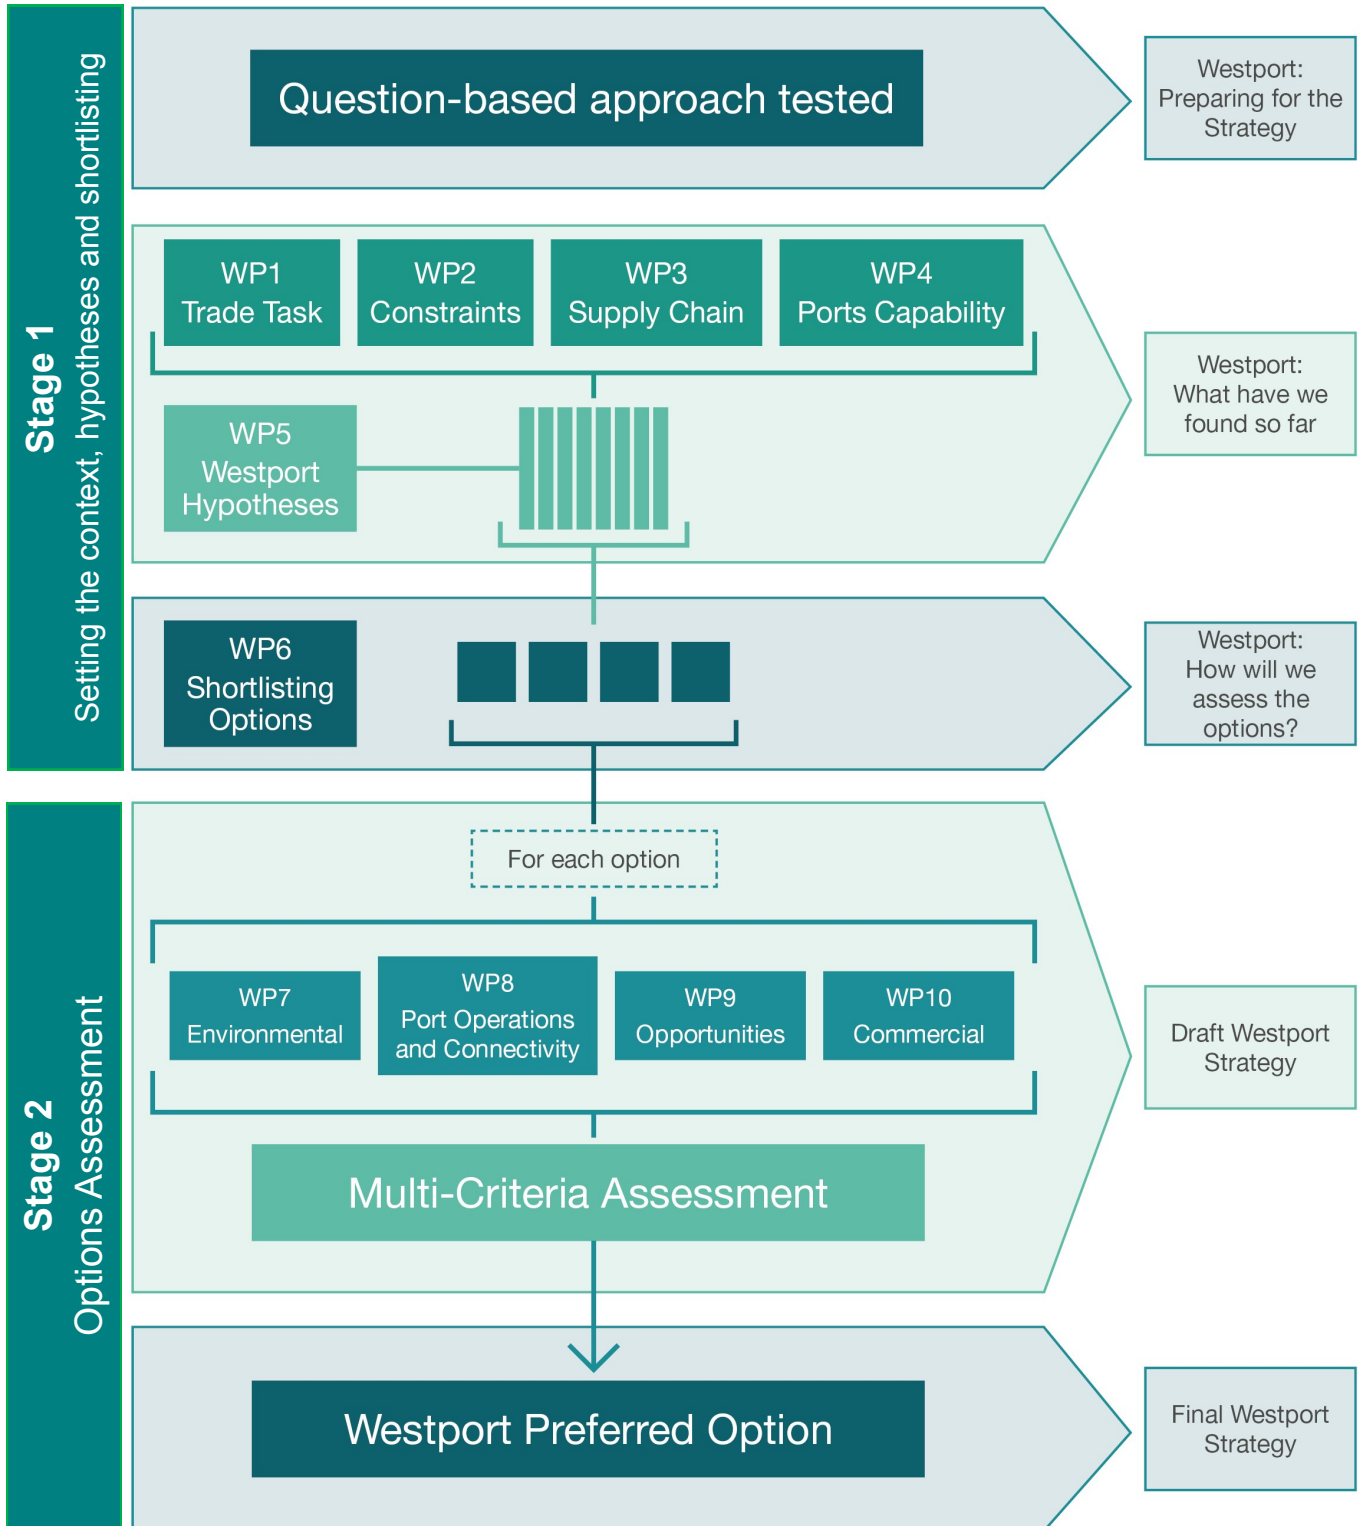 Stage 1
Setting the context, hypotheses and shortlisting
Question-based approach tested
Westport:
Preparing for the
Strategy
WP1
Trade Task
WP2
Constraints
WP3
Supply Chain
WP4
Ports Capability
WP5
Westport
Hypotheses
Westport:
What have we
found so far
WP6
Shortlisting
Options
Westport:
How will we
assess the
options?
Stage 2
Options Assessment
For each option
WP7
Environmental
WP8
Port Operations
and Connectivity
WP9
Opportunities
WP10
Commercial
Multi-Criteria Assessment
Draft Westport
Strategy
Westport Preferred Option
Final Westport
Strategy